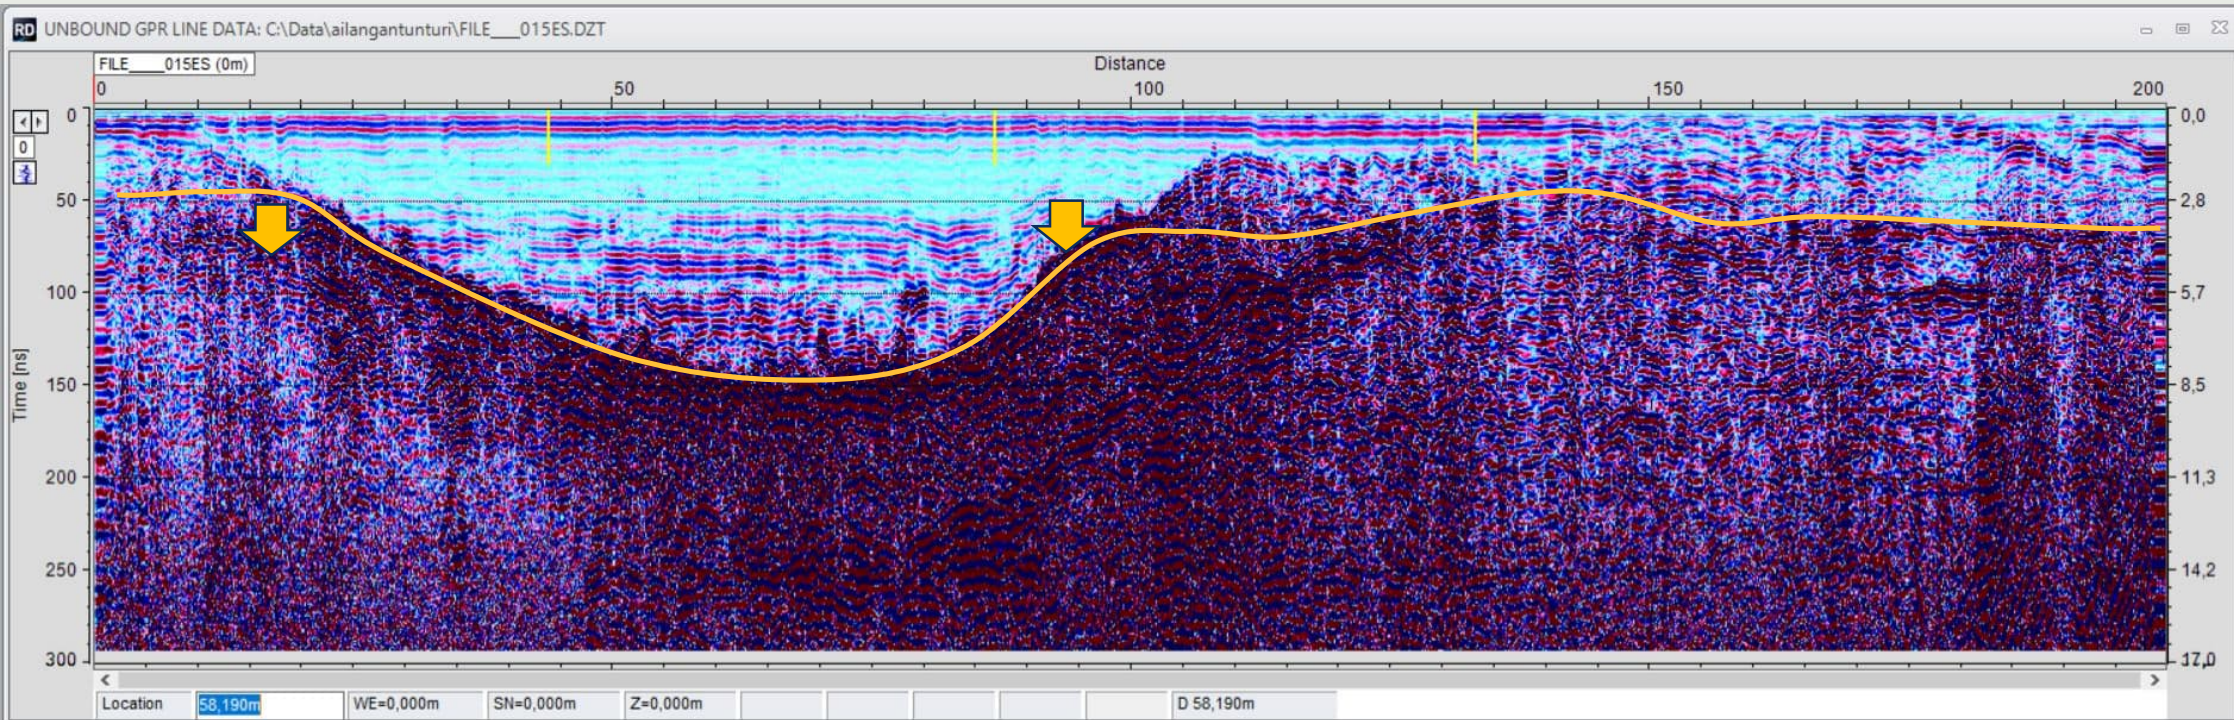 RD UNBOUND GPR LINE DATA: C:\Data\ailangantunturi\FILE___015ES.DZT
FILE____015ES (0m)
Distance
0 50 100 150 200
0 0,0
0
50 2,8
100 5,7
150 8,5
Time [ns]
200 11,3
250 14,2
300 17,0
Location 58,190m WE=0,000m SN=0,000m Z=0,000m D 58,190m